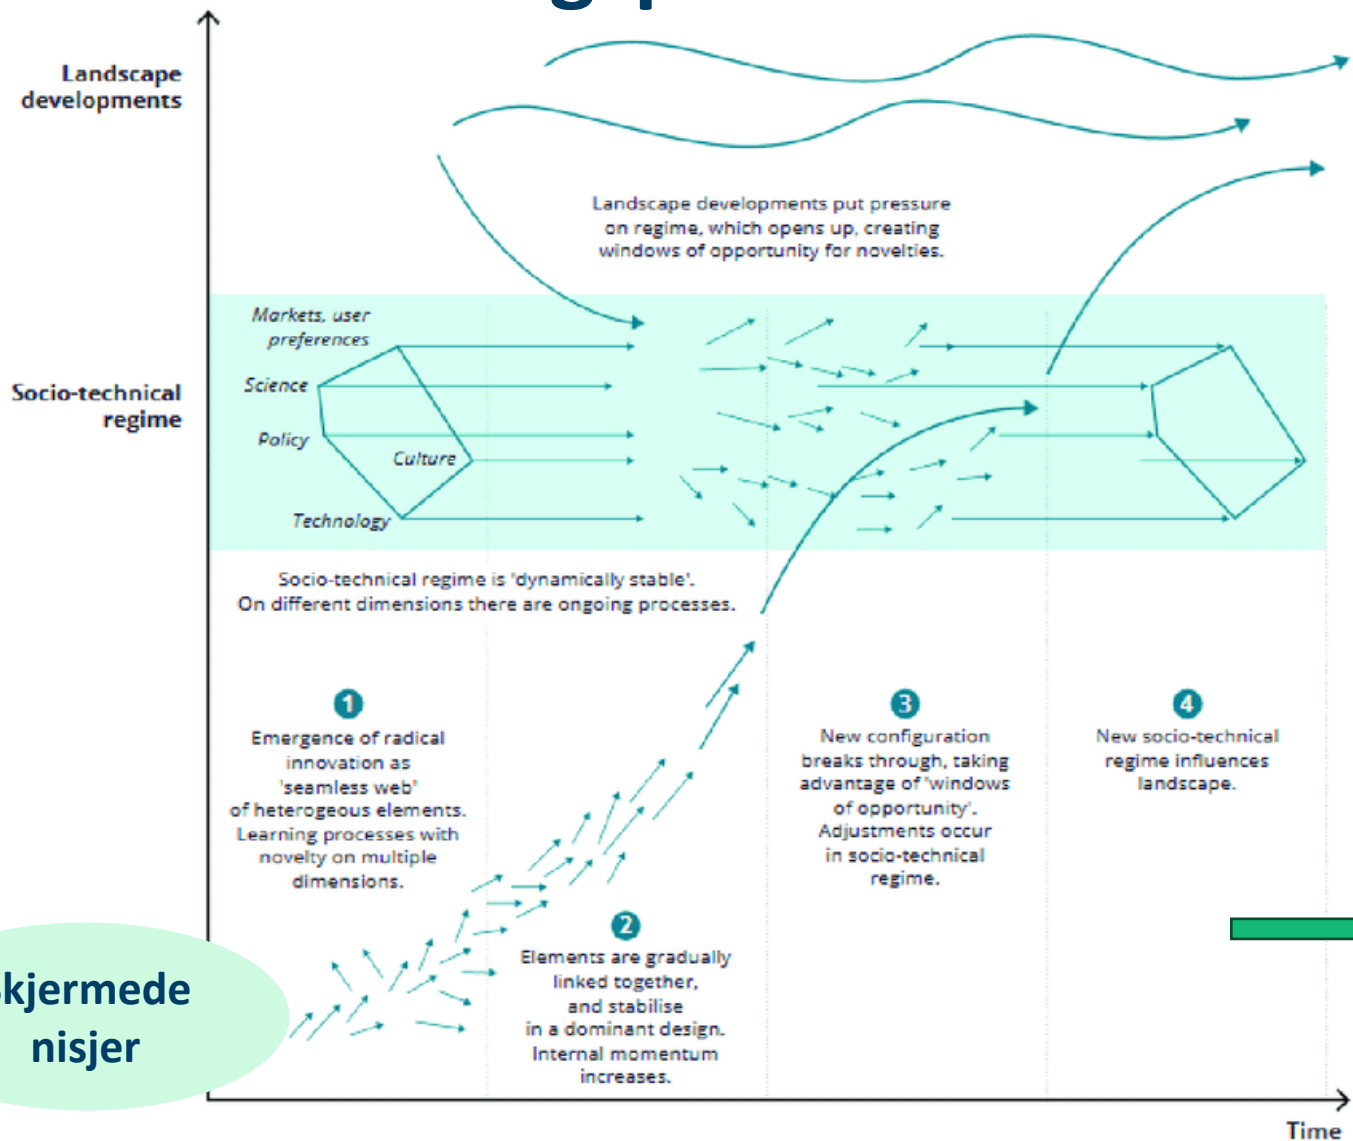 Landscape
developments
Landscape developments put pressure
on regime, which opens up, creating
windows of opportunity for novelties.
Markets, user
preferences
Science
Socio-technical
regime
Policy
Culture
Technology
Socio-technical regime is 'dynamically stable'.
On different dimensions there are ongoing processes.
1
Emergence of radical
innovation as
'seamless web'
of heterogeous elements.
Learning processes with
novelty on multiple
dimensions.
3
New configuration
breaks through, taking
advantage of 'windows
of opportunity'.
Adjustments occur
in socio-technical
regime.
4
New socio-technical
regime influences
landscape.
2
Elements are gradually
linked together,
and stabilise
in a dominant design.
Internal momentum
increases.
kjermede
nisjer
Time